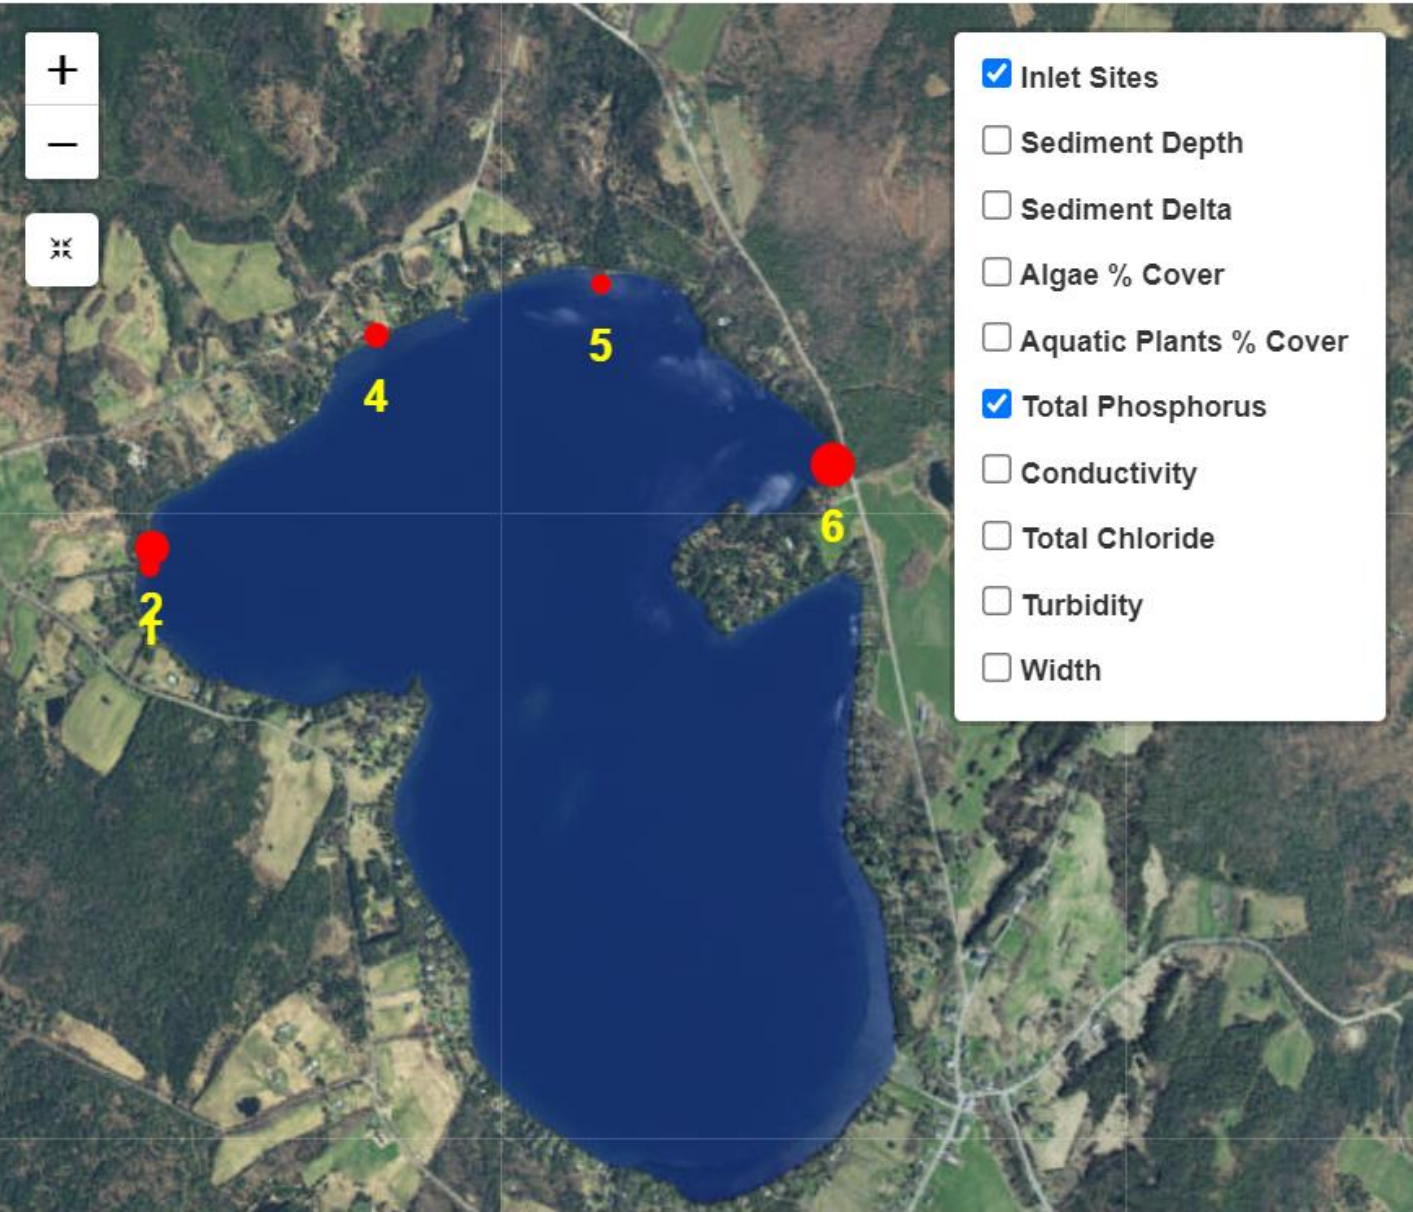 +
−
Inlet Sites
Sediment Depth
Sediment Delta
Algae % Cover
Aquatic Plants % Cover
Total Phosphorus
Conductivity
Total Chloride
Turbidity
Width
5
4
6
2
1